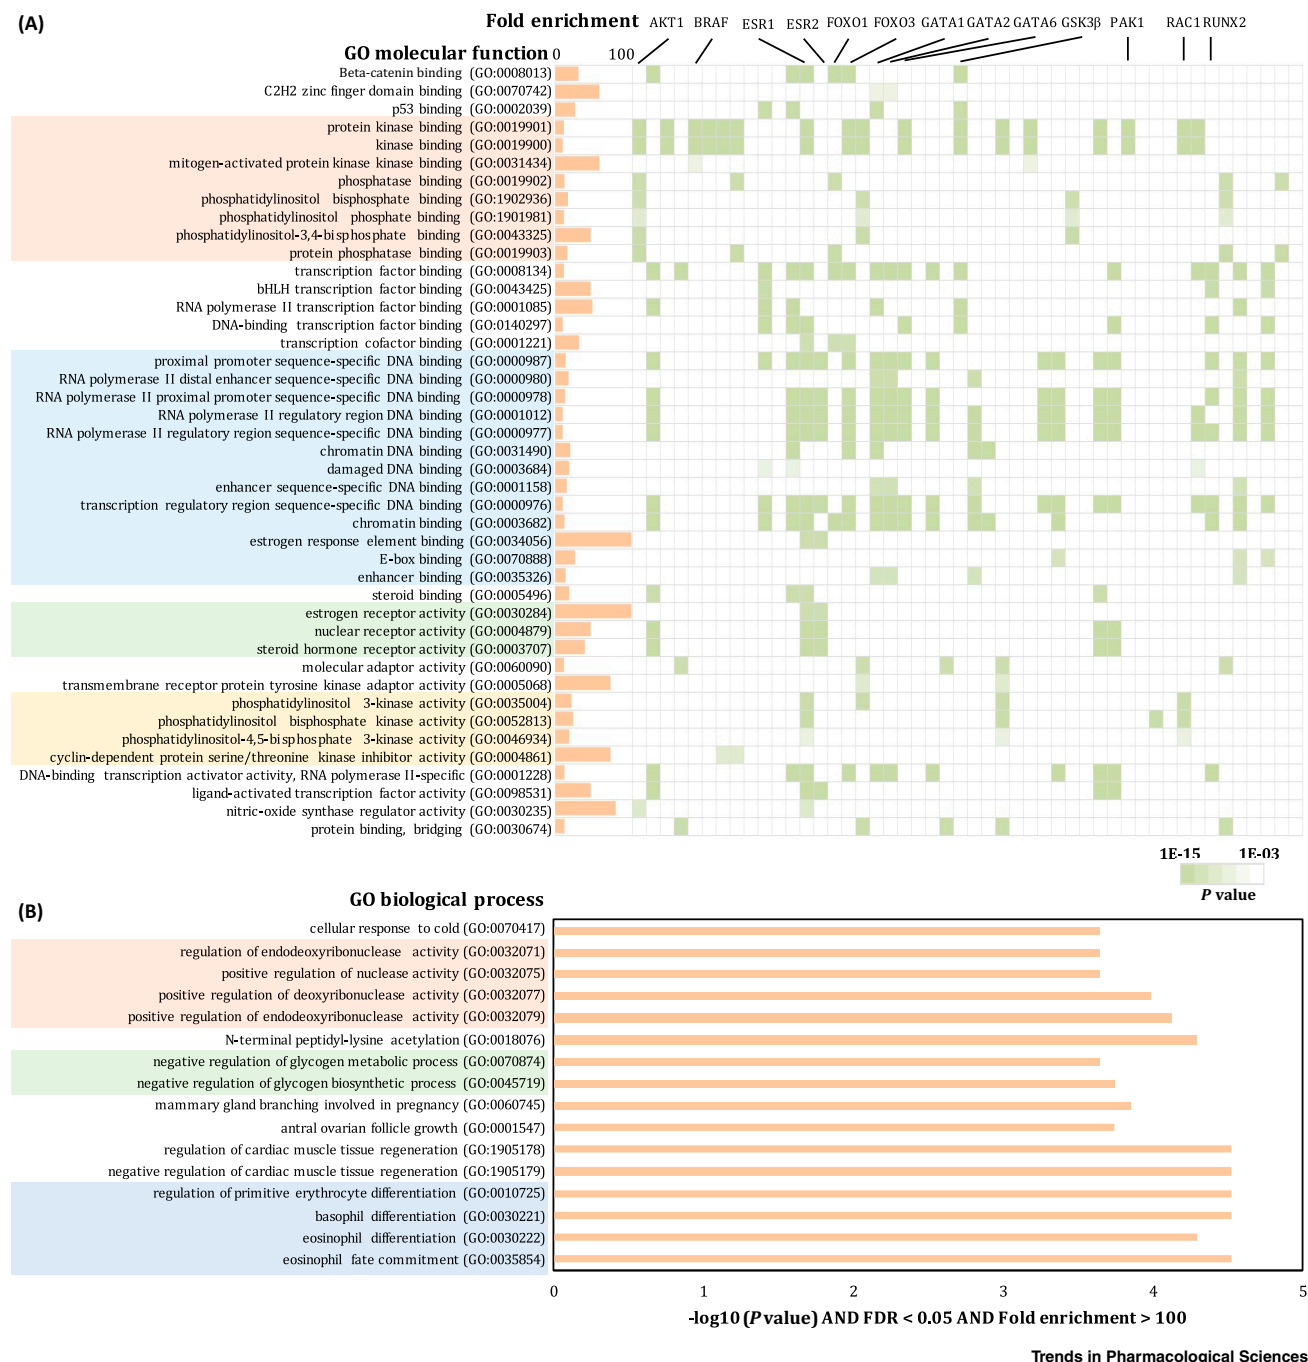 (A)
Fold enrichment AKT1 BRAF ESR1 ESR2 FOXO1 FOXO3 GATA1 GATA2 GATA6 GSK3β PAK1 RAC1 RUNX2
GO molecular function 0 100
Beta-catenin binding (GO:0008013)
C2H2 zinc finger domain binding (GO:0070742)
p53 binding (GO:0002039)
protein kinase binding (GO:0019901)
kinase binding (GO:0019900)
mitogen-activated protein kinase kinase binding (GO:0031434)
phosphatase binding (GO:0019902)
phosphatidylinositol bisphosphate binding (GO:1902936)
phosphatidylinositol phosphate binding (GO:1901981)
phosphatidylinositol-3,4-bisphosphate binding (GO:0043325)
protein phosphatase binding (GO:0019903)
transcription factor binding (GO:0008134)
bHLH transcription factor binding (GO:0043425)
RNA polymerase II transcription factor binding (GO:0001085)
DNA-binding transcription factor binding (GO:0140297)
transcription cofactor binding (GO:0001221)
proximal promoter sequence-specific DNA binding (GO:0000987)
RNA polymerase II distal enhancer sequence-specific DNA binding (GO:0000980)
RNA polymerase II proximal promoter sequence-specific DNA binding (GO:0000978)
RNA polymerase II regulatory region DNA binding (GO:0001012)
RNA polymerase II regulatory region sequence-specific DNA binding (GO:0000977)
chromatin DNA binding (GO:0031490)
damaged DNA binding (GO:0003684)
enhancer sequence-specific DNA binding (GO:0001158)
transcription regulatory region sequence-specific DNA binding (GO:0000976)
chromatin binding (GO:0003682)
estrogen response element binding (GO:0034056)
E-box binding (GO:0070888)
enhancer binding (GO:0035326)
steroid binding (GO:0005496)
estrogen receptor activity (GO:0030284)
nuclear receptor activity (GO:0004879)
steroid hormone receptor activity (GO:0003707)
molecular adaptor activity (GO:0060090)
transmembrane receptor protein tyrosine kinase adaptor activity (GO:0005068)
phosphatidylinositol 3-kinase activity (GO:0035004)
phosphatidylinositol bisphosphate kinase activity (GO:0052813)
phosphatidylinositol-4,5-bisphosphate 3-kinase activity (GO:0046934)
cyclin-dependent protein serine/threonine kinase inhibitor activity (GO:0004861)
DNA-binding transcription activator activity, RNA polymerase II-specific (GO:0001228)
ligand-activated transcription factor activity (GO:0098531)
nitric-oxide synthase regulator activity (GO:0030235)
protein binding, bridging (GO:0030674)
1E-15 1E-03
P value
(B)
GO biological process
cellular response to cold (GO:0070417)
regulation of endodeoxyribonuclease activity (GO:0032071)
positive regulation of nuclease activity (GO:0032075)
positive regulation of deoxyribonuclease activity (GO:0032077)
positive regulation of endodeoxyribonuclease activity (GO:0032079)
N-terminal peptidyl-lysine acetylation (GO:0018076)
negative regulation of glycogen metabolic process (GO:0070874)
negative regulation of glycogen biosynthetic process (GO:0045719)
mammary gland branching involved in pregnancy (GO:0060745)
antral ovarian follicle growth (GO:0001547)
regulation of cardiac muscle tissue regeneration (GO:1905178)
negative regulation of cardiac muscle tissue regeneration (GO:1905179)
regulation of primitive erythrocyte differentiation (GO:0010725)
basophil differentiation (GO:0030221)
eosinophil differentiation (GO:0030222)
eosinophil fate commitment (GO:0035854)
0 1 2 3 4 5
-log10 (P value) AND FDR < 0.05 AND Fold enrichment > 100
Trends in Pharmacological Sciences